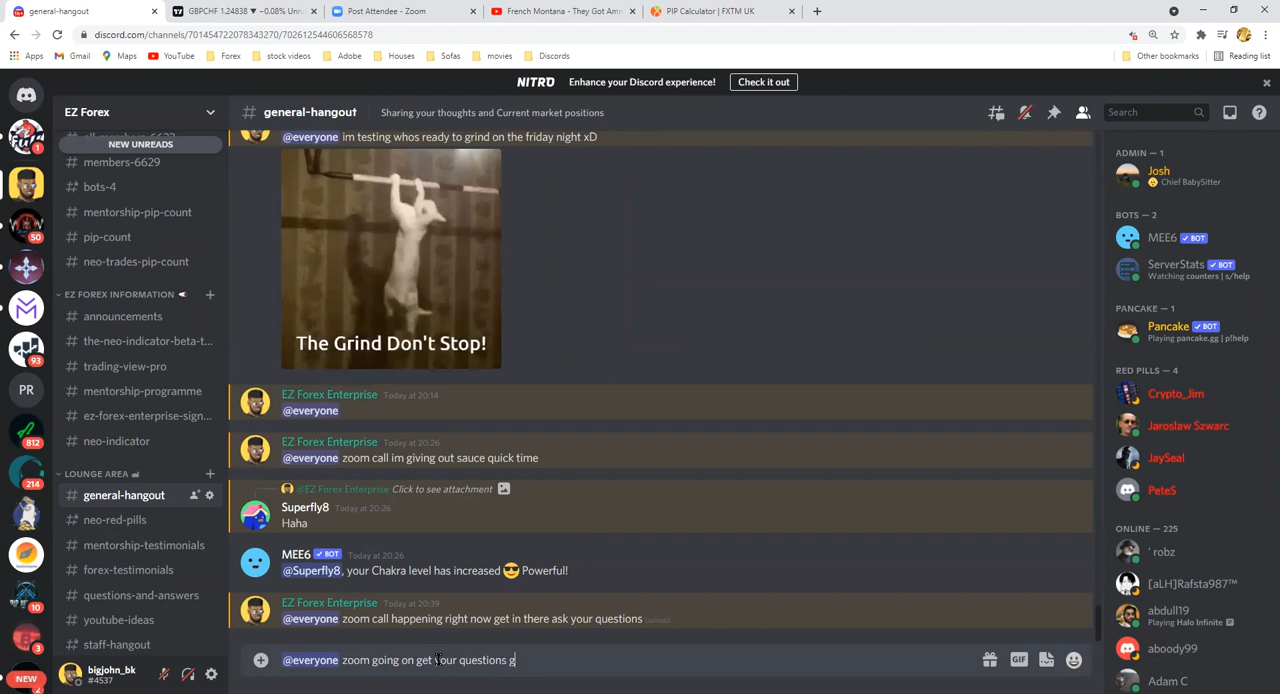 general-hangout
GBPCHF 1.24838 ▼ −0.08% Unna
Post Attendee - Zoom
French Montana - They Got Amn
PIP Calculator | FXTM UK
discord.com/channels/701454722078343270/702612544606568578
Apps
Gmail
Maps
YouTube
Forex
stock videos
Adobe
Houses
Sofas
movies
Discords
Other bookmarks
Reading list
NITRO
Enhance your Discord experience!
Check it out
EZ Forex
NEW UNREADS
members-6629
bots-4
mentorship-pip-count
pip-count
neo-trades-pip-count
EZ FOREX INFORMATION
announcements
the-neo-indicator-beta-t...
trading-view-pro
mentorship-programme
ez-forex-enterprise-sign...
neo-indicator
LOUNGE AREA
general-hangout
neo-red-pills
mentorship-testimonials
forex-testimonials
questions-and-answers
youtube-ideas
staff-hangout
bigjohn_bk
#4537
1
50
93
PR
812
214
10
3
NEW
general-hangout
Sharing your thoughts and Current market positions
Search
@everyone im testing whos ready to grind on the friday night xD
The Grind Don't Stop!
EZ Forex Enterprise Today at 20:14
@everyone
EZ Forex Enterprise Today at 20:26
@everyone zoom call im giving out sauce quick time
@EZ Forex Enterprise Click to see attachment
Superfly8 Today at 20:26
Haha
MEE6 ✓ BOT Today at 20:26
@Superfly8, your Chakra level has increased 😎 Powerful!
EZ Forex Enterprise Today at 20:39
@everyone zoom call happening right now get in there ask your questions (edited)
@everyone zoom going on get your questions g
GIF
ADMIN — 1
Josh
Chief BabySitter
BOTS — 2
MEE6 ✓ BOT
ServerStats ✓ BOT
Watching counters | s/help
PANCAKE — 1
Pancake ✓ BOT
Playing pancake.gg | p!help
RED PILLS — 4
Crypto_Jim
Jaroslaw Szwarc
JaySeal
PeteS
ONLINE — 225
' robz
[aLH]Rafsta987™
abdull19
Playing Halo Infinite
aboody99
Adam C